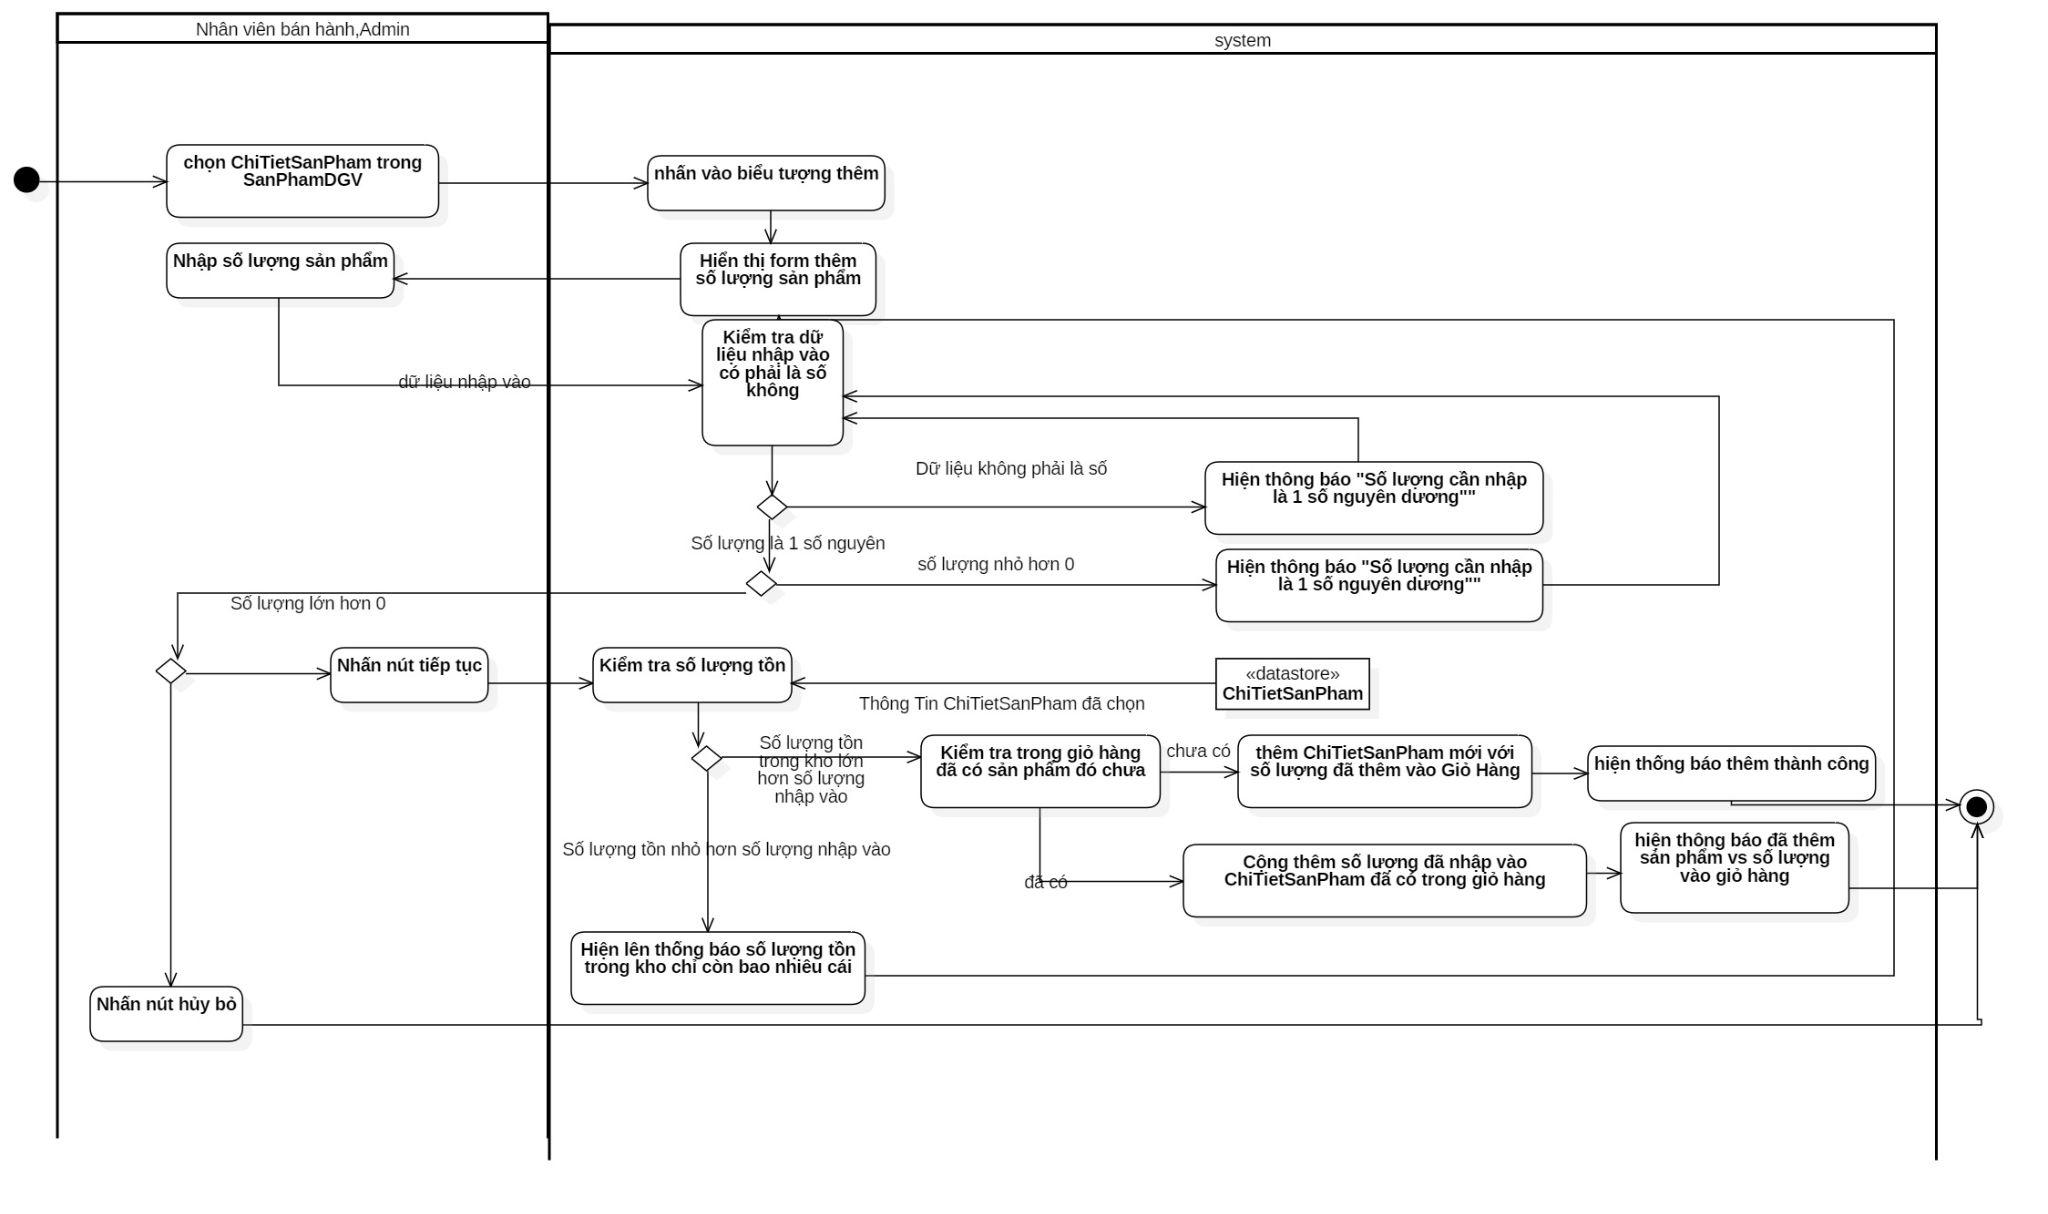 Nhân viên bán hành,Admin
system
chọn ChiTietSanPham trong
SanPhamDGV
nhấn vào biểu tượng thêm
Nhập số lượng sản phẩm
Hiển thị form thêm
số lượng sản phẩm
Kiểm tra dữ
liệu nhập vào
có phải là số
không
dữ liệu nhập vào
Dữ liệu không phải là số
Hiện thông báo "Số lượng cần nhập
là 1 số nguyên dương""
Số lượng là 1 số nguyên
số lượng nhỏ hơn 0
Hiện thông báo "Số lượng cần nhập
là 1 số nguyên dương""
Số lượng lớn hơn 0
Nhấn nút tiếp tục
Kiểm tra số lượng tồn
«datastore»
ChiTietSanPham
Thông Tin ChiTietSanPham đã chọn
Số lượng tồn
trong kho lớn
hơn số lượng
nhập vào
Kiểm tra trong giỏ hàng
đã có sản phẩm đó chưa
chưa có
thêm ChiTietSanPham mới với
số lượng đã thêm vào Giỏ Hàng
hiện thống báo thêm thành công
Số lượng tồn nhỏ hơn số lượng nhập vào
đã có
Cộng thêm số lượng đã nhập vào
ChiTietSanPham đã có trong giỏ hàng
hiện thông báo đã thêm
sản phẩm vs số lượng
vào giỏ hàng
Hiện lên thống báo số lượng tồn
trong kho chỉ còn bao nhiêu cái
Nhấn nút hủy bỏ